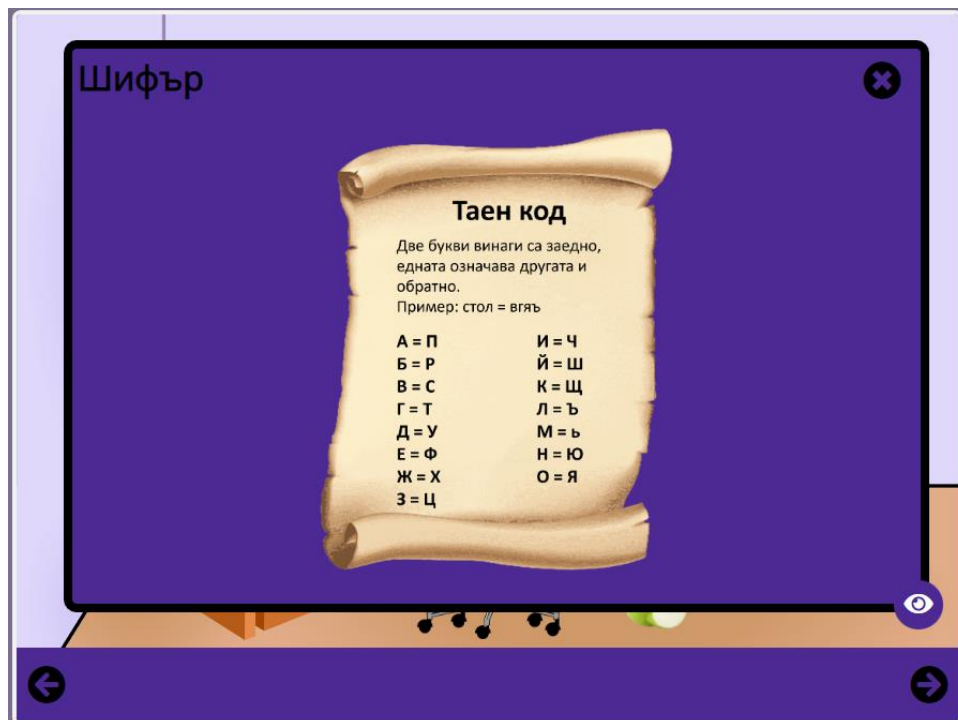 Шифър
Таен код
Две букви винаги са заедно,
едната означава другата и
обратно.
Пример: стол = вгяъ
А = П
Б = Р
В = С
Г = Т
Д = У
Е = Ф
Ж = Х
З = Ц
И = Ч
Й = Ш
К = Щ
Л = Ъ
М = ь
Н = Ю
О = Я